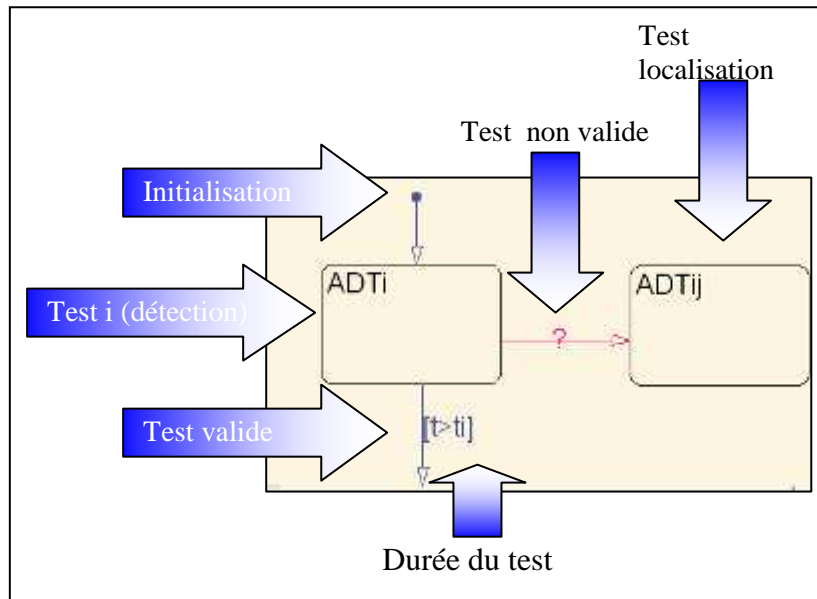 Test
localisation
Test non valide
Initialisation
ADTi
ADTij
Test i (détection)
?
Test valide
[t>ti]
Durée du test